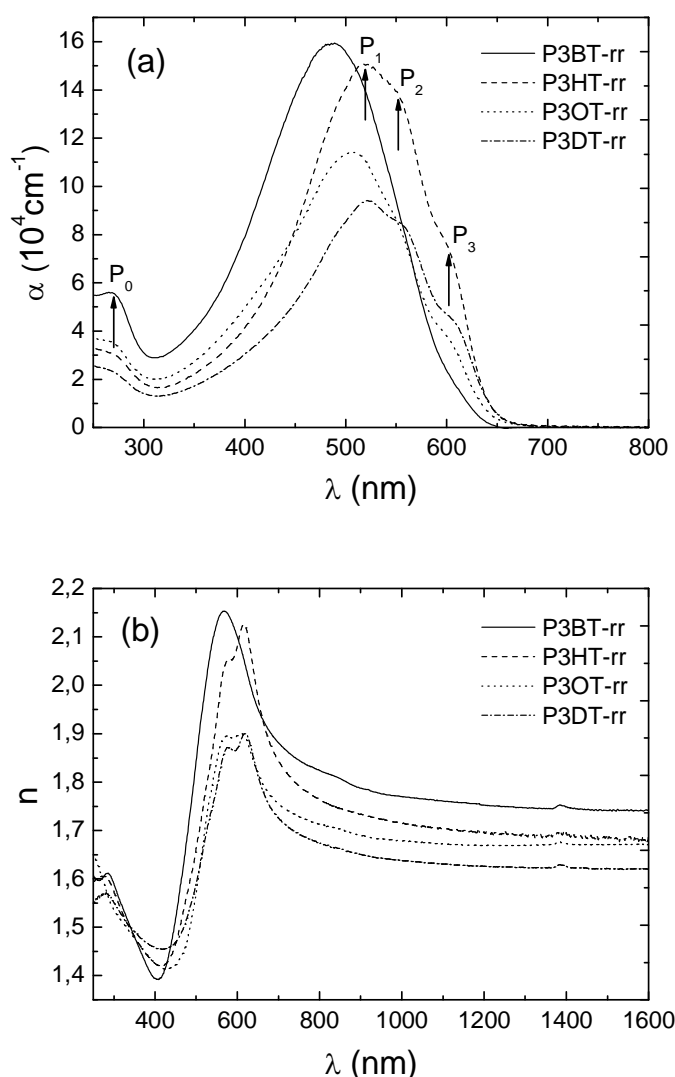 (a)
P3BT-rr
P3HT-rr
P3OT-rr
P3DT-rr
P₀
P₁
P₂
P₃
16
14
12
10
8
6
4
2
0
α (10⁴cm⁻¹)
300 400 500 600 700 800
λ (nm)
(b)
P3BT-rr
P3HT-rr
P3OT-rr
P3DT-rr
2,2
2,1
2,0
1,9
1,8
1,7
1,6
1,5
1,4
n
400 600 800 1000 1200 1400 1600
λ (nm)